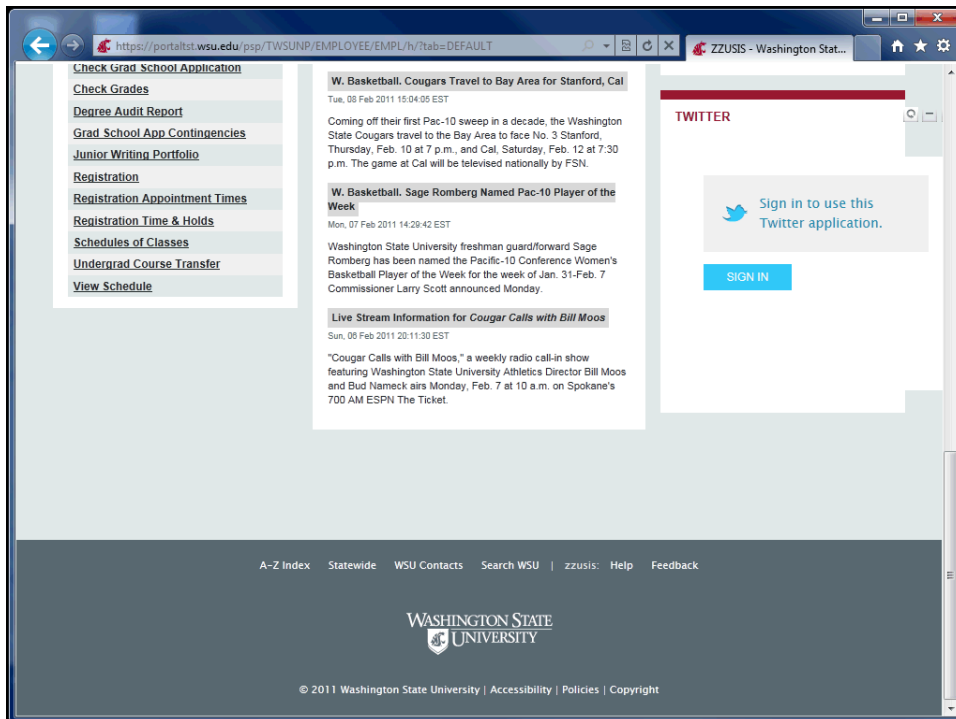 https://portaltst.wsu.edu/psp/TWSUNP/EMPLOYEE/EMPL/h/?tab=DEFAULT
ZZUSIS - Washington Stat...
Check Grad School Application
Check Grades
Degree Audit Report
Grad School App Contingencies
Junior Writing Portfolio
Registration
Registration Appointment Times
Registration Time & Holds
Schedules of Classes
Undergrad Course Transfer
View Schedule
W. Basketball. Cougars Travel to Bay Area for Stanford, Cal
Tue, 08 Feb 2011 15:04:05 EST
Coming off their first Pac-10 sweep in a decade, the Washington
State Cougars travel to the Bay Area to face No. 3 Stanford,
Thursday, Feb. 10 at 7 p.m., and Cal, Saturday, Feb. 12 at 7:30
p.m. The game at Cal will be televised nationally by FSN.
W. Basketball. Sage Romberg Named Pac-10 Player of the
Week
Mon, 07 Feb 2011 14:29:42 EST
Washington State University freshman guard/forward Sage
Romberg has been named the Pacific-10 Conference Women's
Basketball Player of the Week for the week of Jan. 31-Feb. 7
Commissioner Larry Scott announced Monday.
Live Stream Information for Cougar Calls with Bill Moos
Sun, 06 Feb 2011 20:11:30 EST
"Cougar Calls with Bill Moos," a weekly radio call-in show
featuring Washington State University Athletics Director Bill Moos
and Bud Nameck airs Monday, Feb. 7 at 10 a.m. on Spokane's
700 AM ESPN The Ticket.
TWITTER
Sign in to use this
Twitter application.
SIGN IN
A-Z Index Statewide WSU Contacts Search WSU | zzusis: Help Feedback
WASHINGTON STATE
UNIVERSITY
© 2011 Washington State University | Accessibility | Policies | Copyright